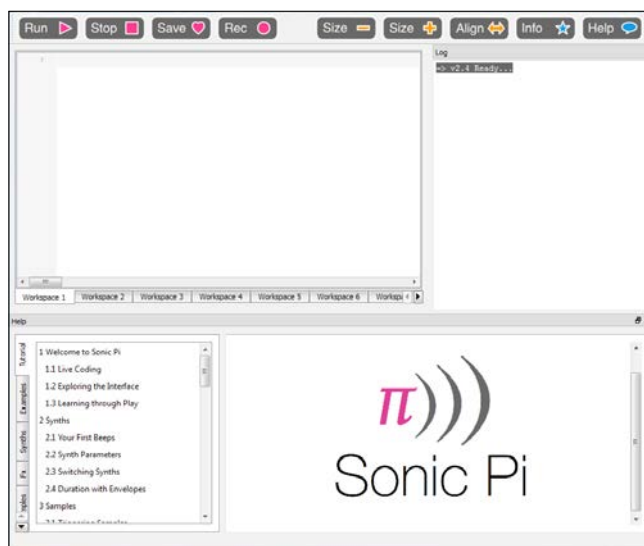 Run Stop Save Rec Size Size Align Info Help
Log
1
=> v2.4 Ready...
Workspace 1 Workspace 2 Workspace 3 Workspace 4 Workspace 5 Workspace 6
Help
Tutorial
Examples
Synths
Fx
1 Welcome to Sonic Pi
1.1 Live Coding
1.2 Exploring the Interface
1.3 Learning through Play
2 Synths
2.1 Your First Beeps
2.2 Synth Parameters
2.3 Switching Synths
2.4 Duration with Envelopes
3 Samples
π)))
Sonic Pi